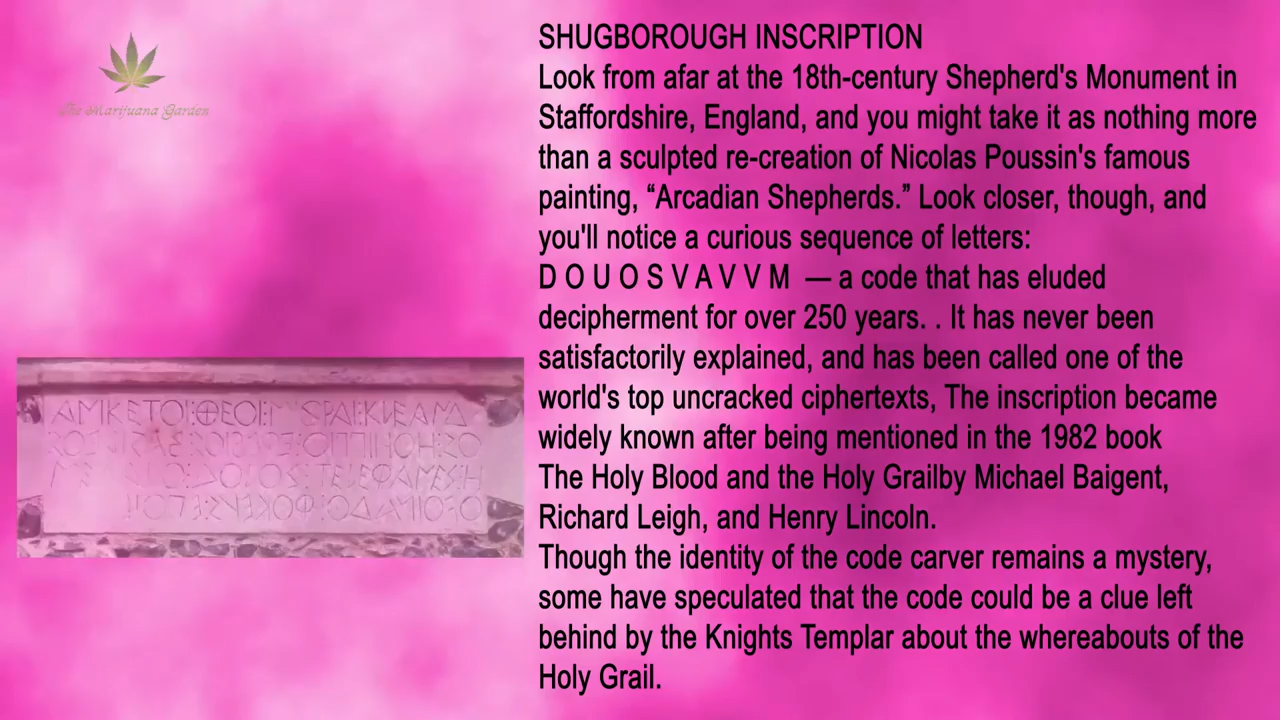 The Marijuana Garden
SHUGBOROUGH INSCRIPTION
Look from afar at the 18th-century Shepherd's Monument in
Staffordshire, England, and you might take it as nothing more
than a sculpted re-creation of Nicolas Poussin's famous
painting, “Arcadian Shepherds.” Look closer, though, and
you'll notice a curious sequence of letters:
D O U O S V A V V M — a code that has eluded
decipherment for over 250 years. . It has never been
satisfactorily explained, and has been called one of the
world's top uncracked ciphertexts, The inscription became
widely known after being mentioned in the 1982 book
The Holy Blood and the Holy Grailby Michael Baigent,
Richard Leigh, and Henry Lincoln.
Though the identity of the code carver remains a mystery,
some have speculated that the code could be a clue left
behind by the Knights Templar about the whereabouts of the
Holy Grail.